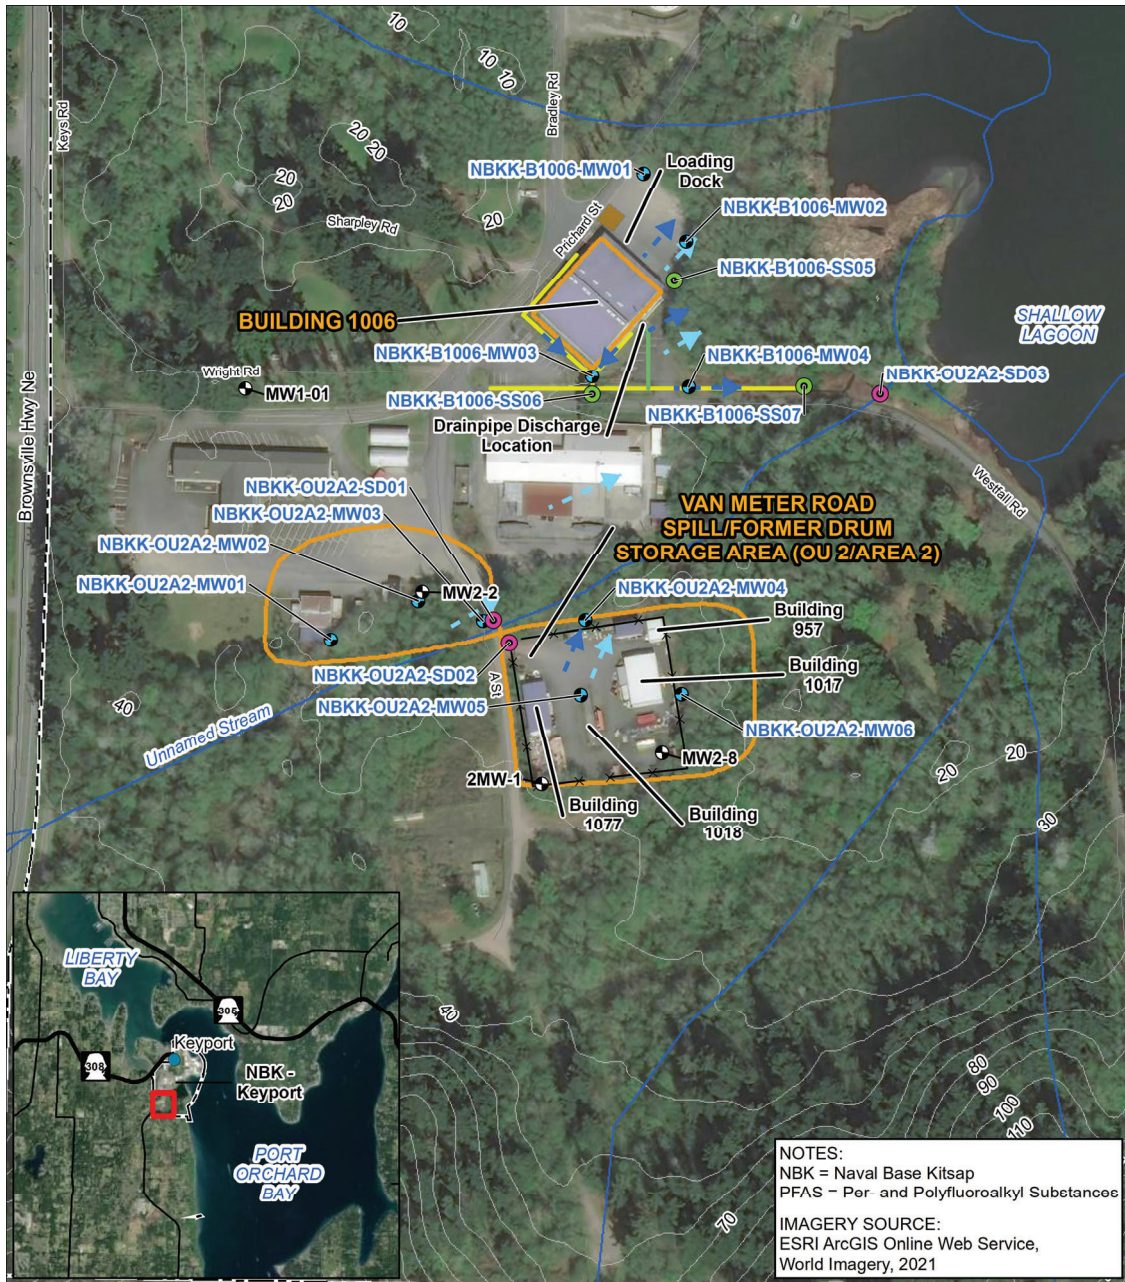 10
10
10
Keys Rd
Bradley Rd
20
20
20
20
20
Sharpley Rd
Prichard St
NBKK-B1006-MW01
Loading
Dock
NBKK-B1006-MW02
NBKK-B1006-SS05
BUILDING 1006
SHALLOW
LAGOON
NBKK-B1006-MW03
NBKK-B1006-MW04
Wright Rd
MW1-01
NBKK-OU2A2-SD03
NBKK-B1006-SS06
NBKK-B1006-SS07
Drainpipe Discharge
Location
Brownsville Hwy Ne
Westfall Rd
NBKK-OU2A2-SD01
NBKK-OU2A2-MW03
VAN METER ROAD
SPILL/FORMER DRUM
STORAGE AREA (OU 2/AREA 2)
NBKK-OU2A2-MW02
NBKK-OU2A2-MW01
MW2-2
NBKK-OU2A2-MW04
Building
957
NBKK-OU2A2-SD02
A St
Building
1017
NBKK-OU2A2-MW05
40
Unnamed Stream
NBKK-OU2A2-MW06
MW2-8
2MW-1
20
20
30
Building
1077
Building
1018
LIBERTY
BAY
305
Keyport
308
NBK -
Keyport
PORT
ORCHARD
BAY
40
80
90
100
110
70
NOTES:
NBK = Naval Base Kitsap
PFAS = Per- and Polyfluoroalkyl Substances
IMAGERY SOURCE:
ESRI ArcGIS Online Web Service,
World Imagery, 2021